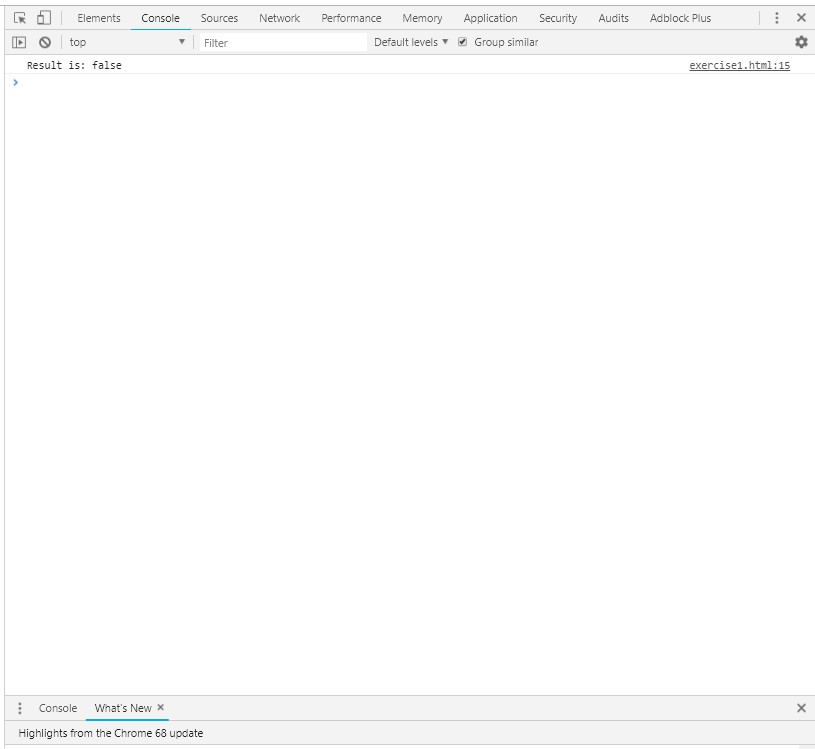 Elements Console Sources Network Performance Memory Application Security Audits Adblock Plus
top Filter Default levels Group similar
Result is: false exercise1.html:15
Console What's New
Highlights from the Chrome 68 update